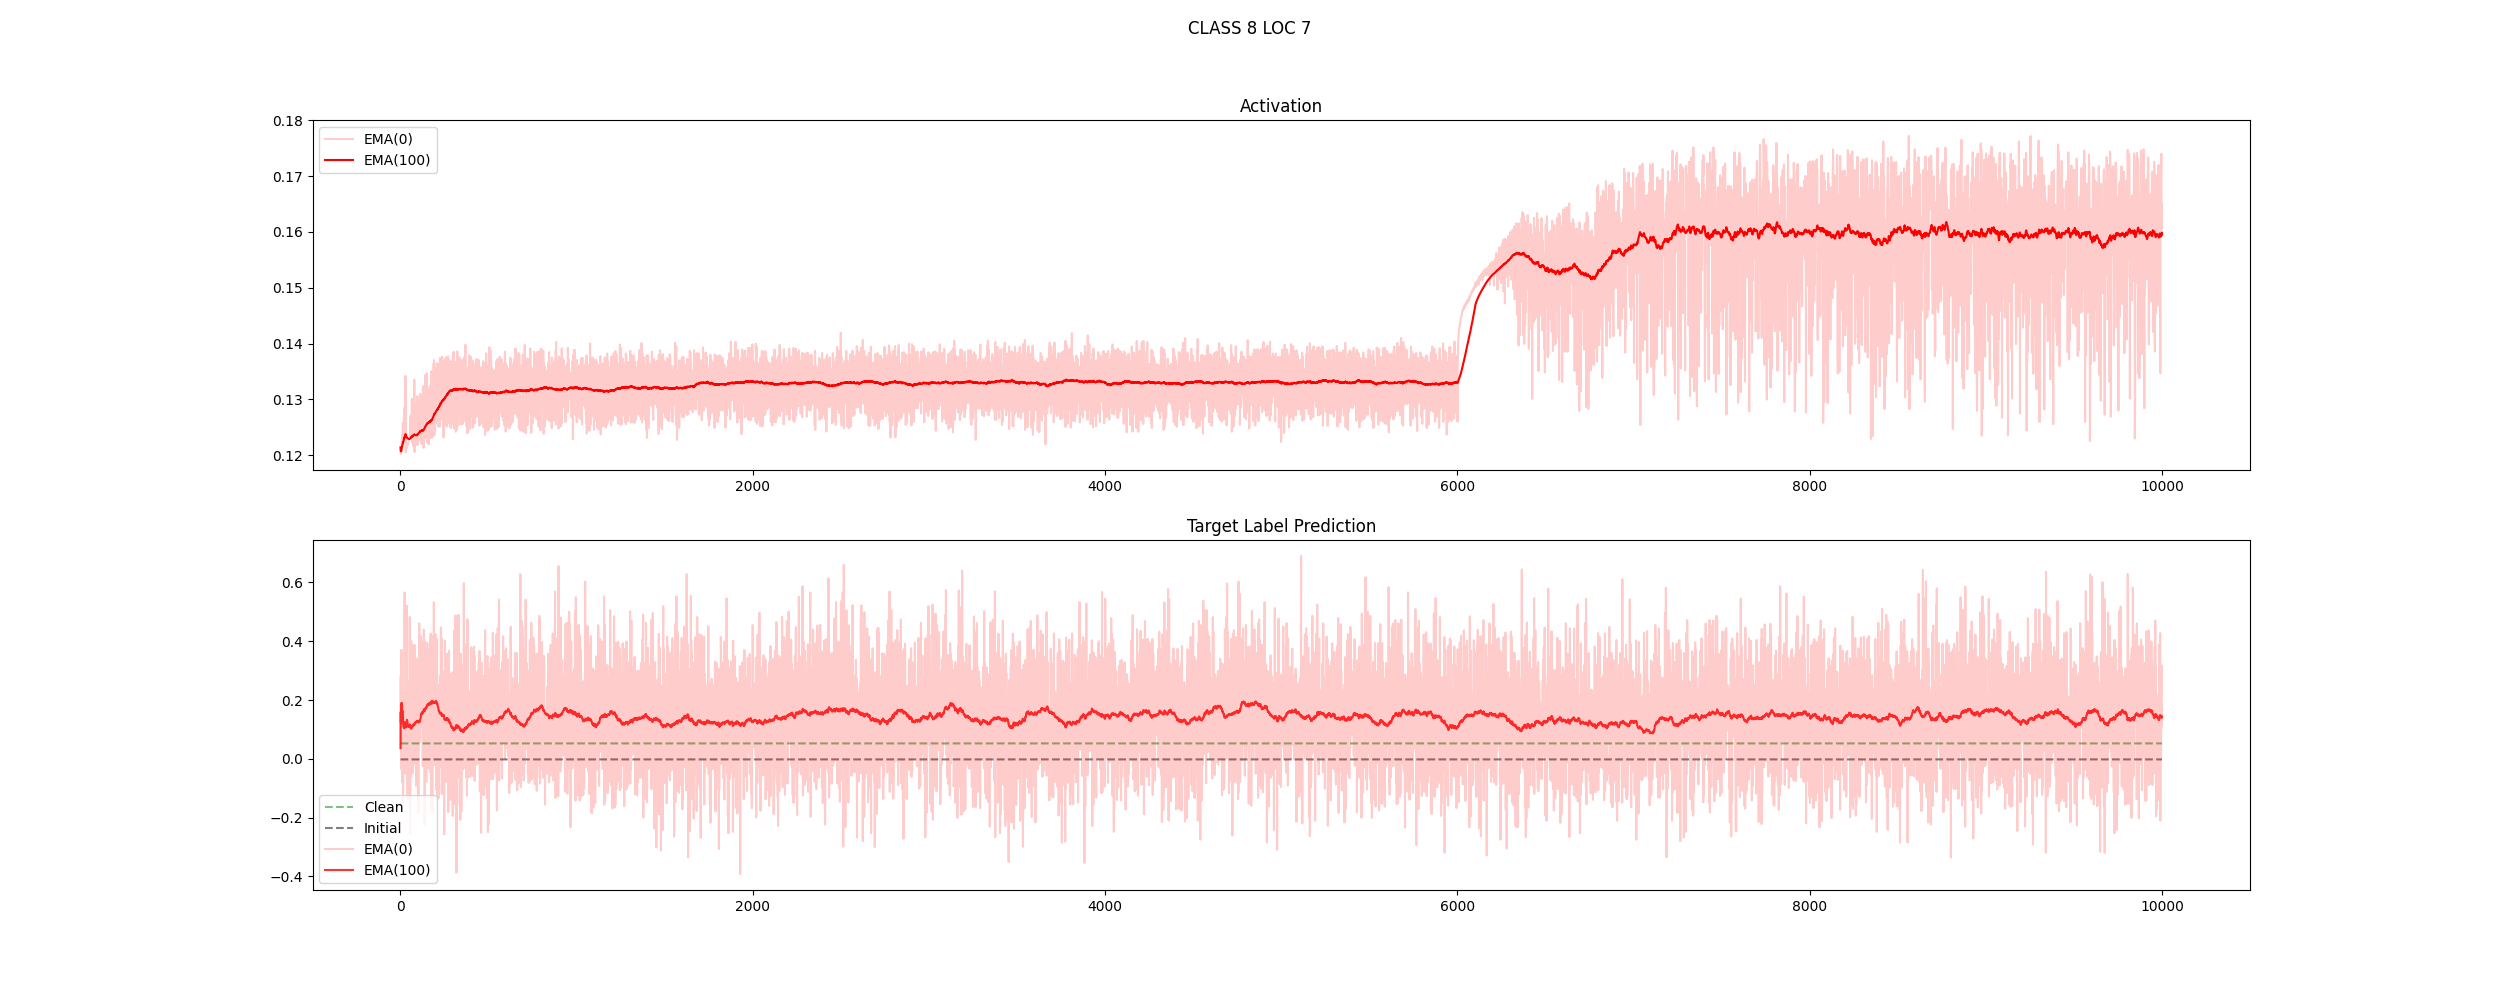 CLASS 8 LOC 7
Activation
0.18
0.17
0.16
0.15
0.14
0.13
0.12
EMA(0)
EMA(100)
0
2000
4000
6000
8000
10000
Target Label Prediction
0.6
0.4
0.2
0.0
−0.2
−0.4
Clean
Initial
EMA(0)
EMA(100)
0
2000
4000
6000
8000
10000